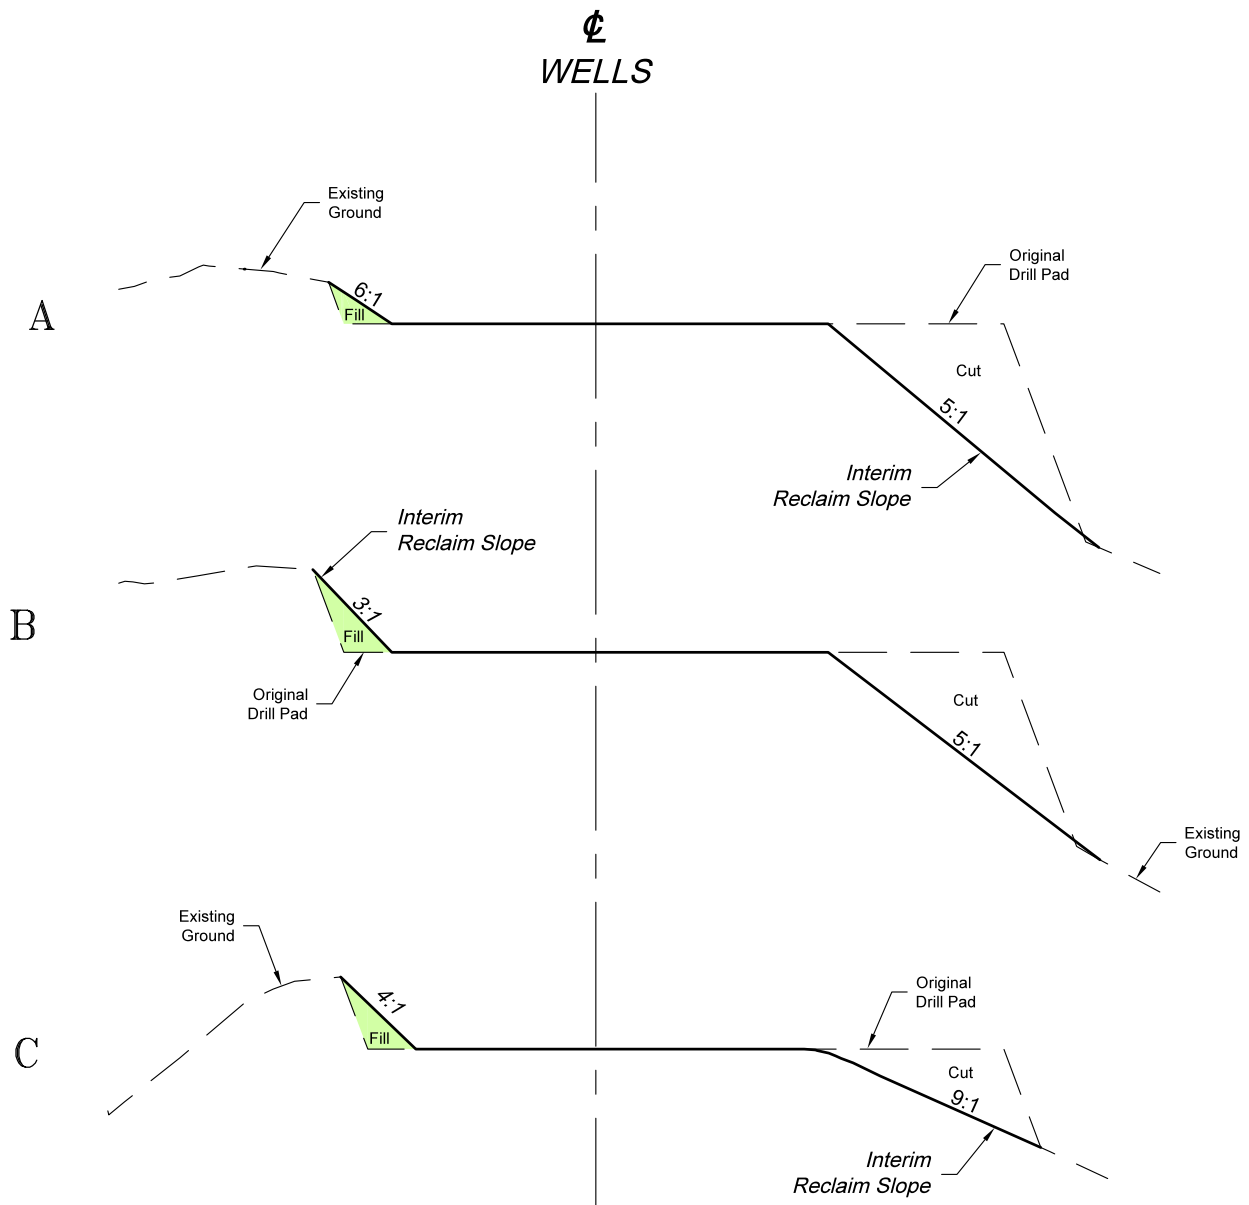 ℄
WELLS
Existing
Ground
Original
Drill Pad
A
6:1
Fill
Cut
5:1
Interim
Reclaim Slope
Interim
Reclaim Slope
B
3:1
Fill
Original
Drill Pad
Cut
5:1
Existing
Ground
Existing
Ground
Original
Drill Pad
C
4:1
Fill
Cut
9:1
Interim
Reclaim Slope